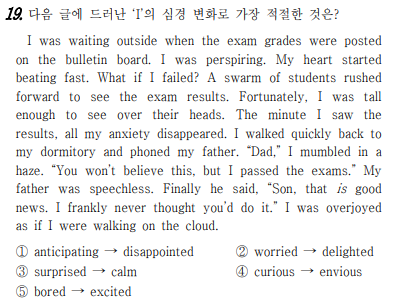 19. 다음 글에 드러난 ‘I’의 심경 변화로 가장 적절한 것은?
I was waiting outside when the exam grades were posted
on the bulletin board. I was perspiring. My heart started
beating fast. What if I failed? A swarm of students rushed
forward to see the exam results. Fortunately, I was tall
enough to see over their heads. The minute I saw the
results, all my anxiety disappeared. I walked quickly back to
my dormitory and phoned my father. “Dad,” I mumbled in a
haze. “You won’t believe this, but I passed the exams.” My
father was speechless. Finally he said, “Son, that is good
news. I frankly never thought you’d do it.” I was overjoyed
as if I were walking on the cloud.
① anticipating → disappointed ② worried → delighted
③ surprised → calm ④ curious → envious
⑤ bored → excited